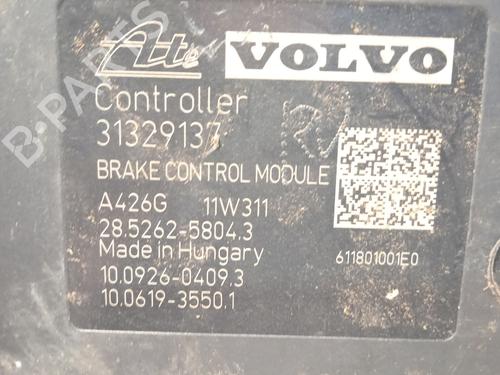 Ate VOLVO
Controller
31329137
BRAKE CONTROL MODULE
A426G 11W311
28.5262-5804.3
Made in Hungary
611801001E0
10.0926-0409.3
10.0619-3550.1
B-PARTS